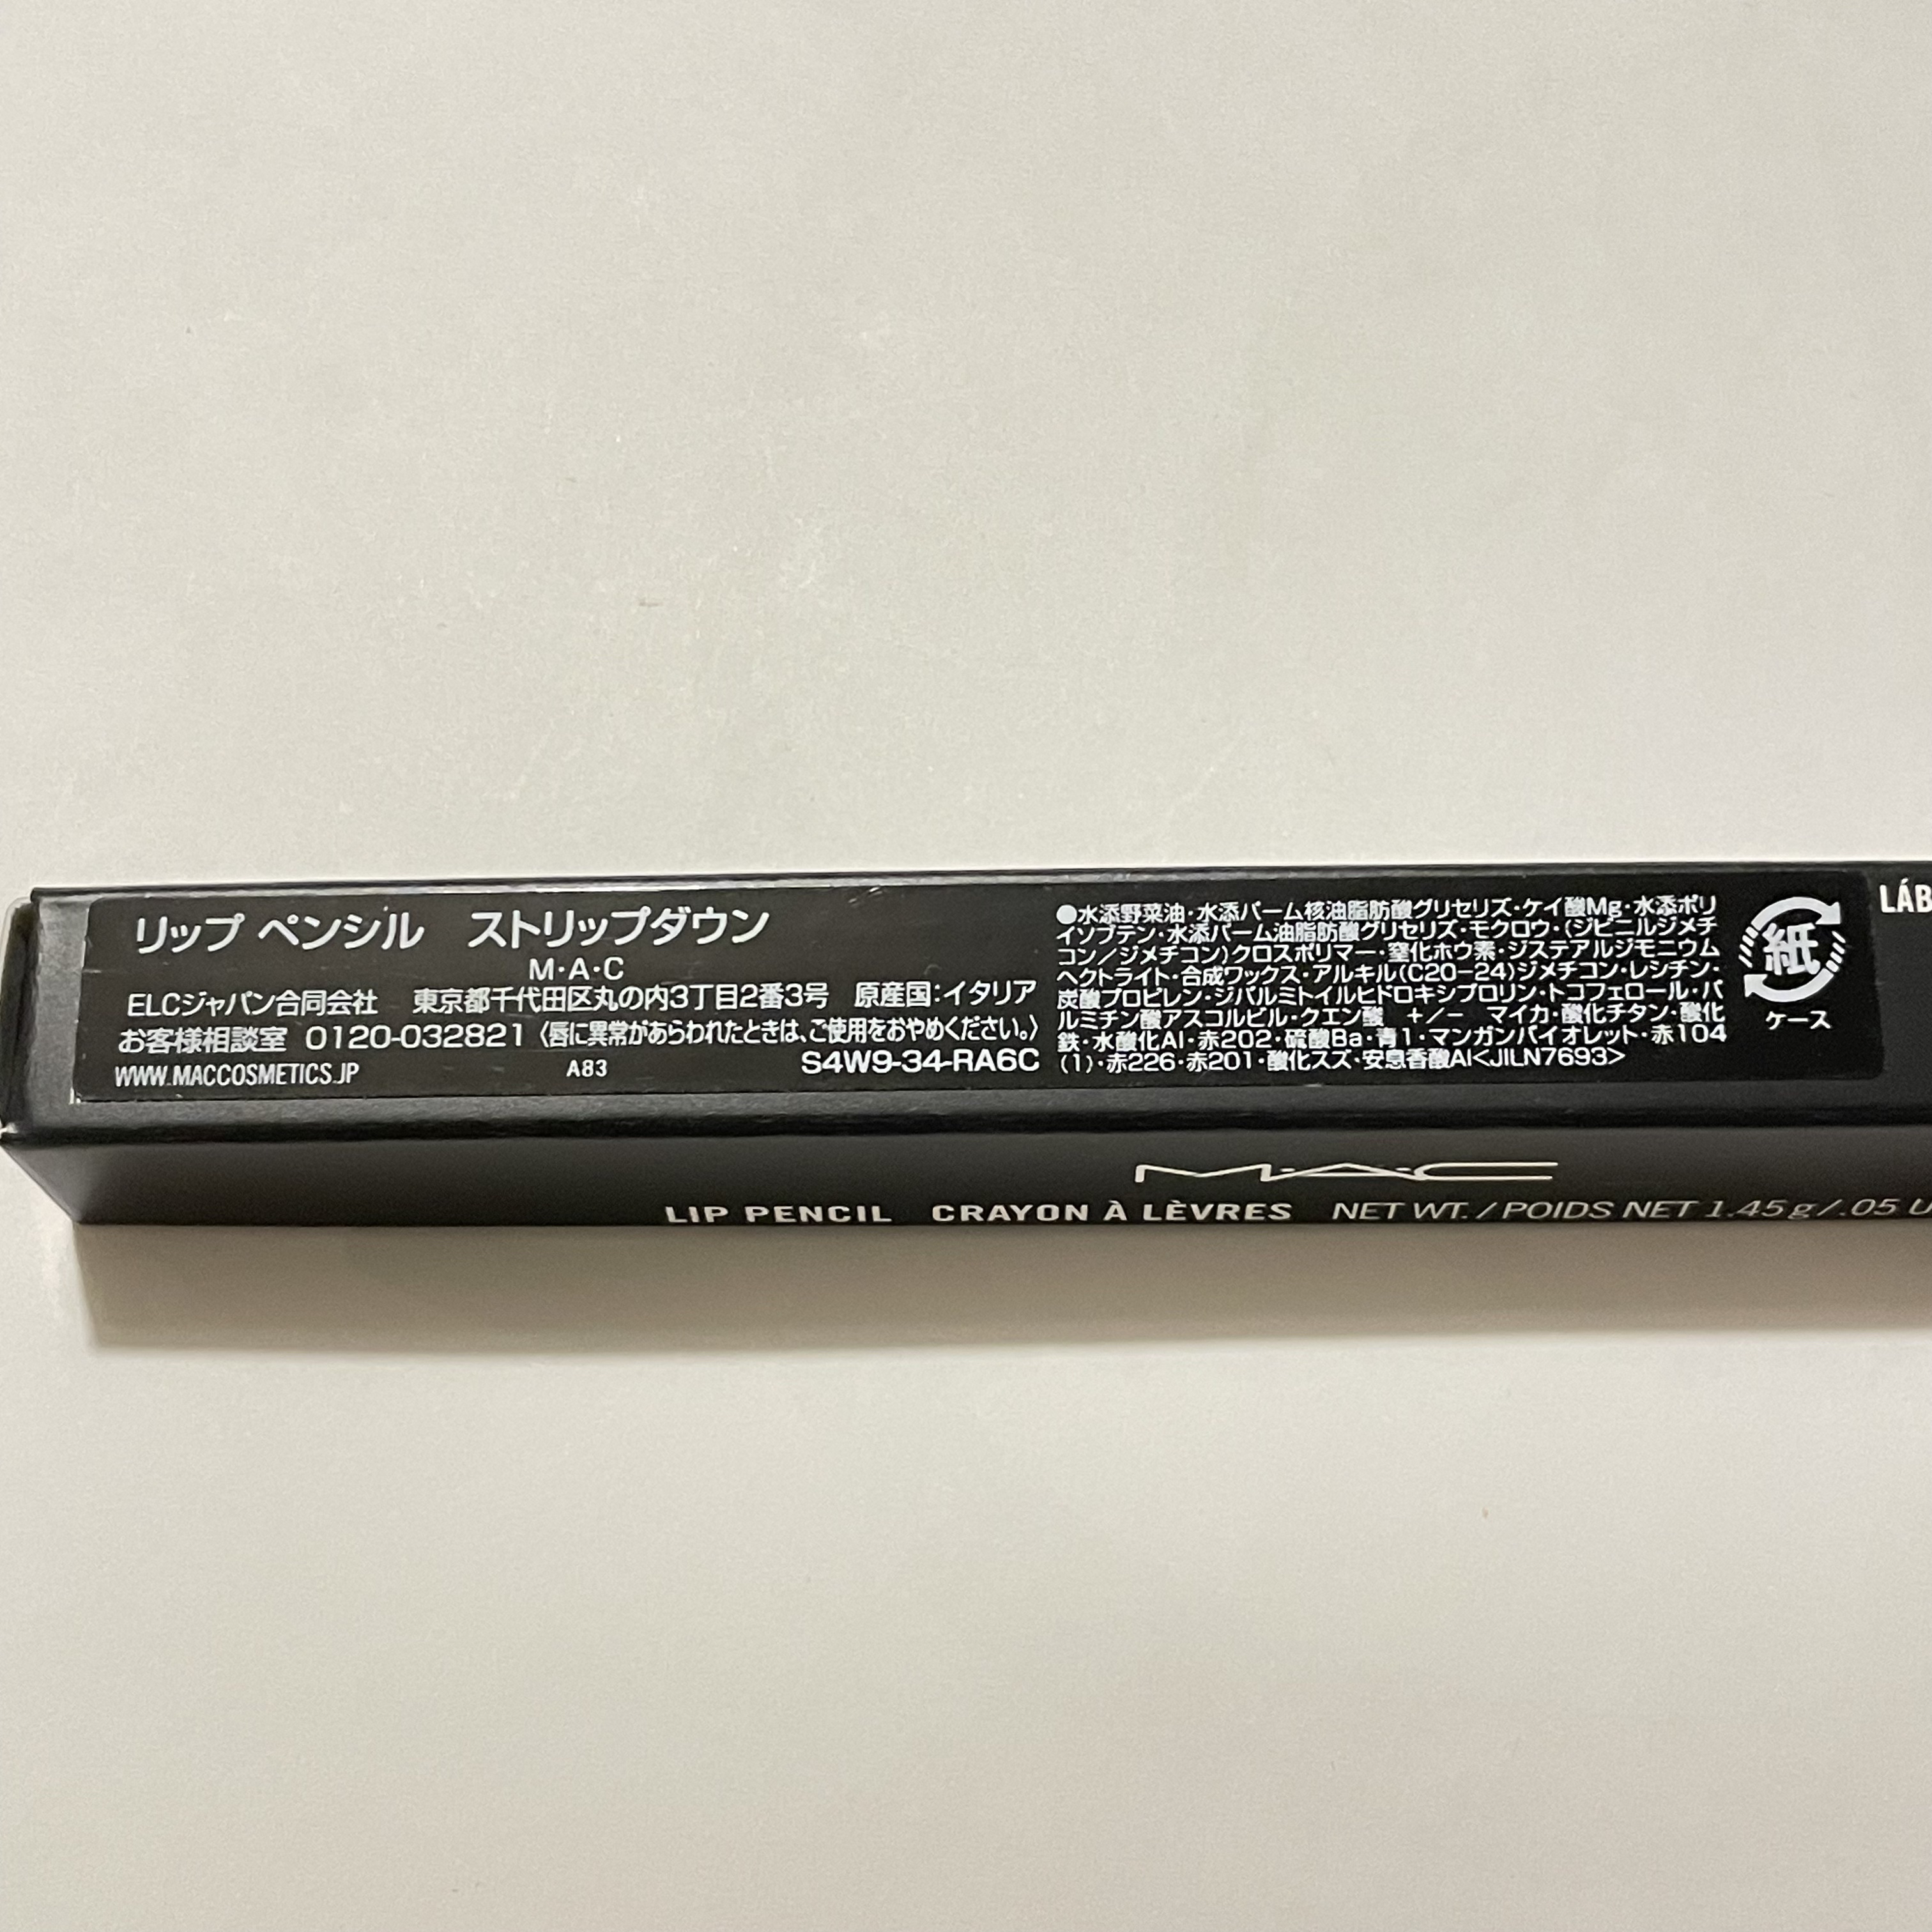 リップ ペンシル　ストリップダウン
M・A・C
ELCジャパン合同会社　東京都千代田区丸の内3丁目2番3号　原産国:イタリア
お客様相談室 0120-032821〈唇に異常があらわれたときは、ご使用をおやめください。〉
WWW.MACCOSMETICS.JP A83 S4W9-34-RA6C
●水添野菜油・水添パーム核油脂肪酸グリセリズ・ケイ酸Mg・水添ポリ
イソブテン・水添パーム油脂肪酸グリセリズ・モクロウ・(ジビニルジメチ
コン／ジメチコン)クロスポリマー・窒化ホウ素・ジステアルジモニウム
ヘクトライト・合成ワックス・アルキル(C20-24)ジメチコン・レシチン・
炭酸プロピレン・ジパルミトイルヒドロキシプロリン・トコフェロール・パ
ルミチン酸アスコルビル・クエン酸　+/−　マイカ・酸化チタン・酸化
鉄・水酸化Al・赤202・硫酸Ba・青1・マンガンバイオレット・赤104
(1)・赤226・赤201・酸化スズ・安息香酸Al<JILN7693>
紙
ケース
LÁB
M·A·C
LIP PENCIL CRAYON À LÈVRES NET WT. / POIDS NET 1.45 g/.05 U